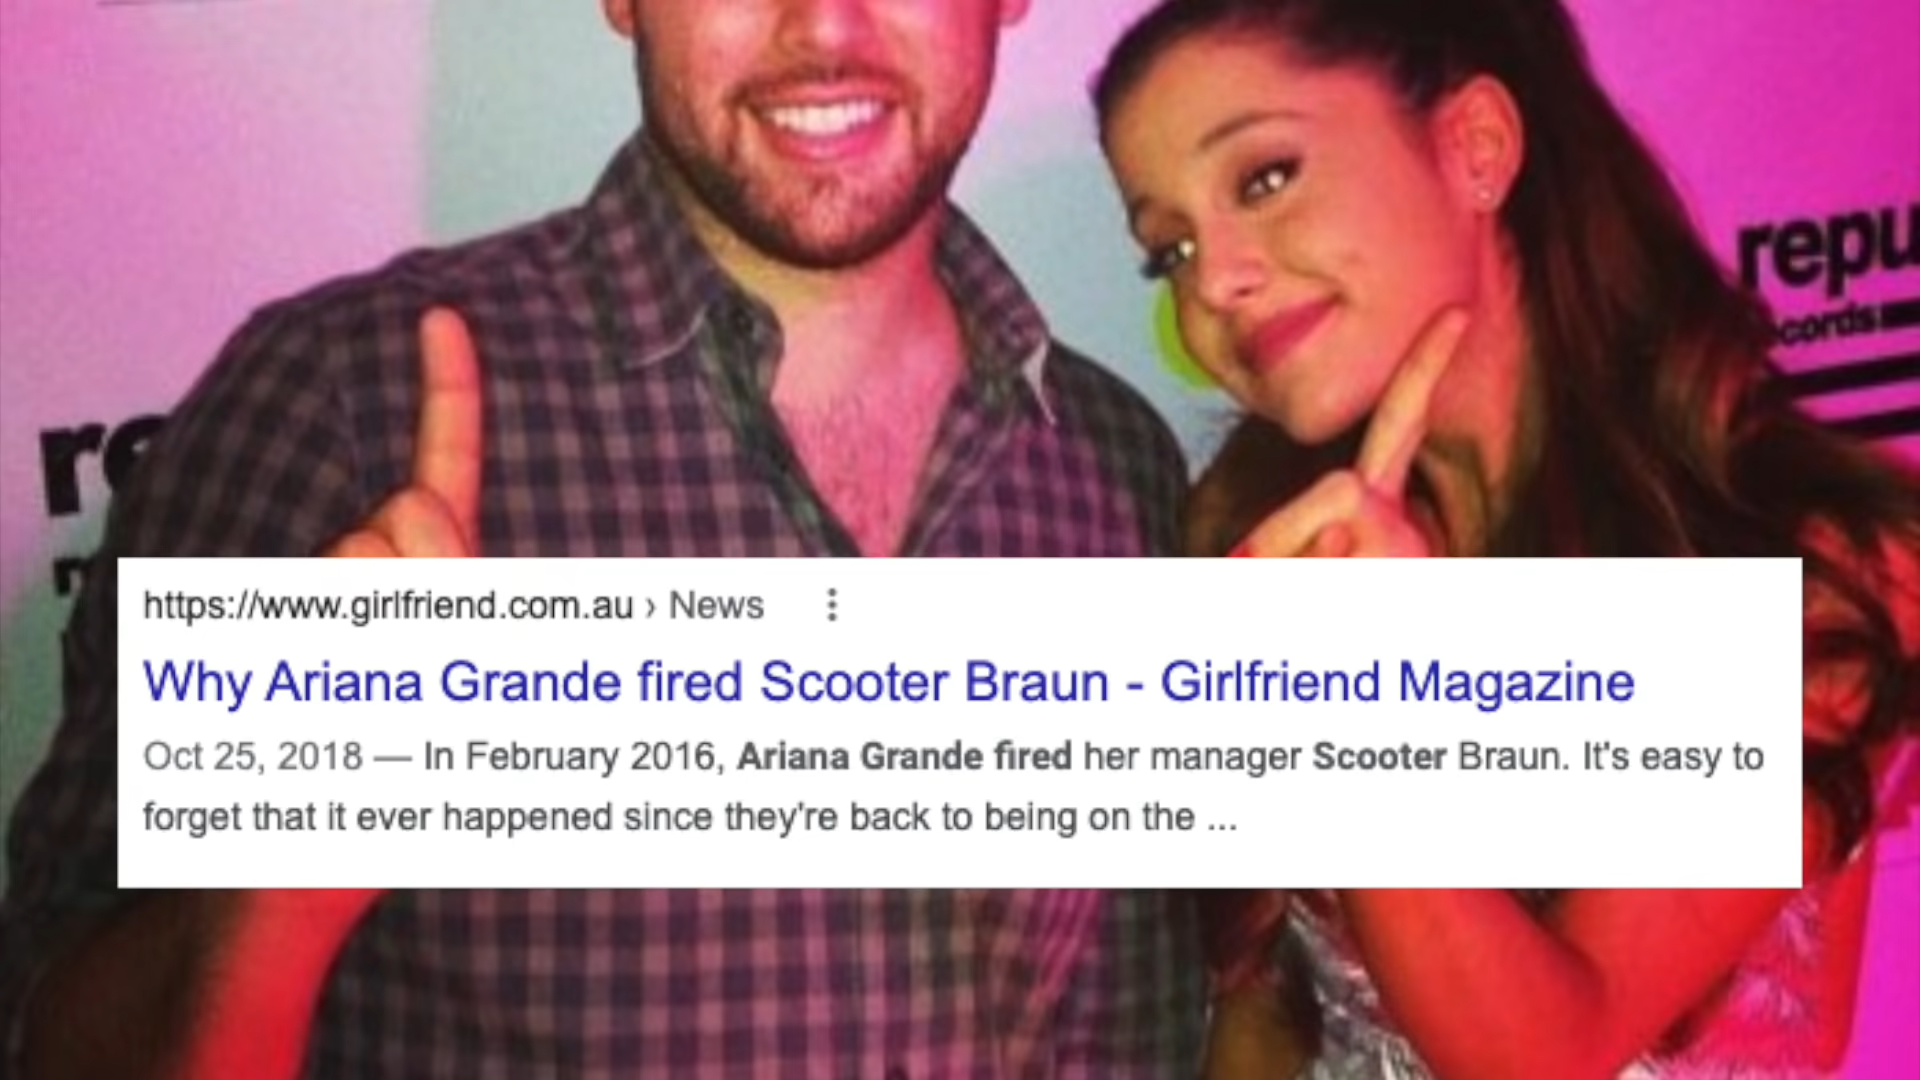 repu
cords
re
https://www.girlfriend.com.au › News
Why Ariana Grande fired Scooter Braun - Girlfriend Magazine
Oct 25, 2018 — In February 2016, Ariana Grande fired her manager Scooter Braun. It's easy to
forget that it ever happened since they're back to being on the ...